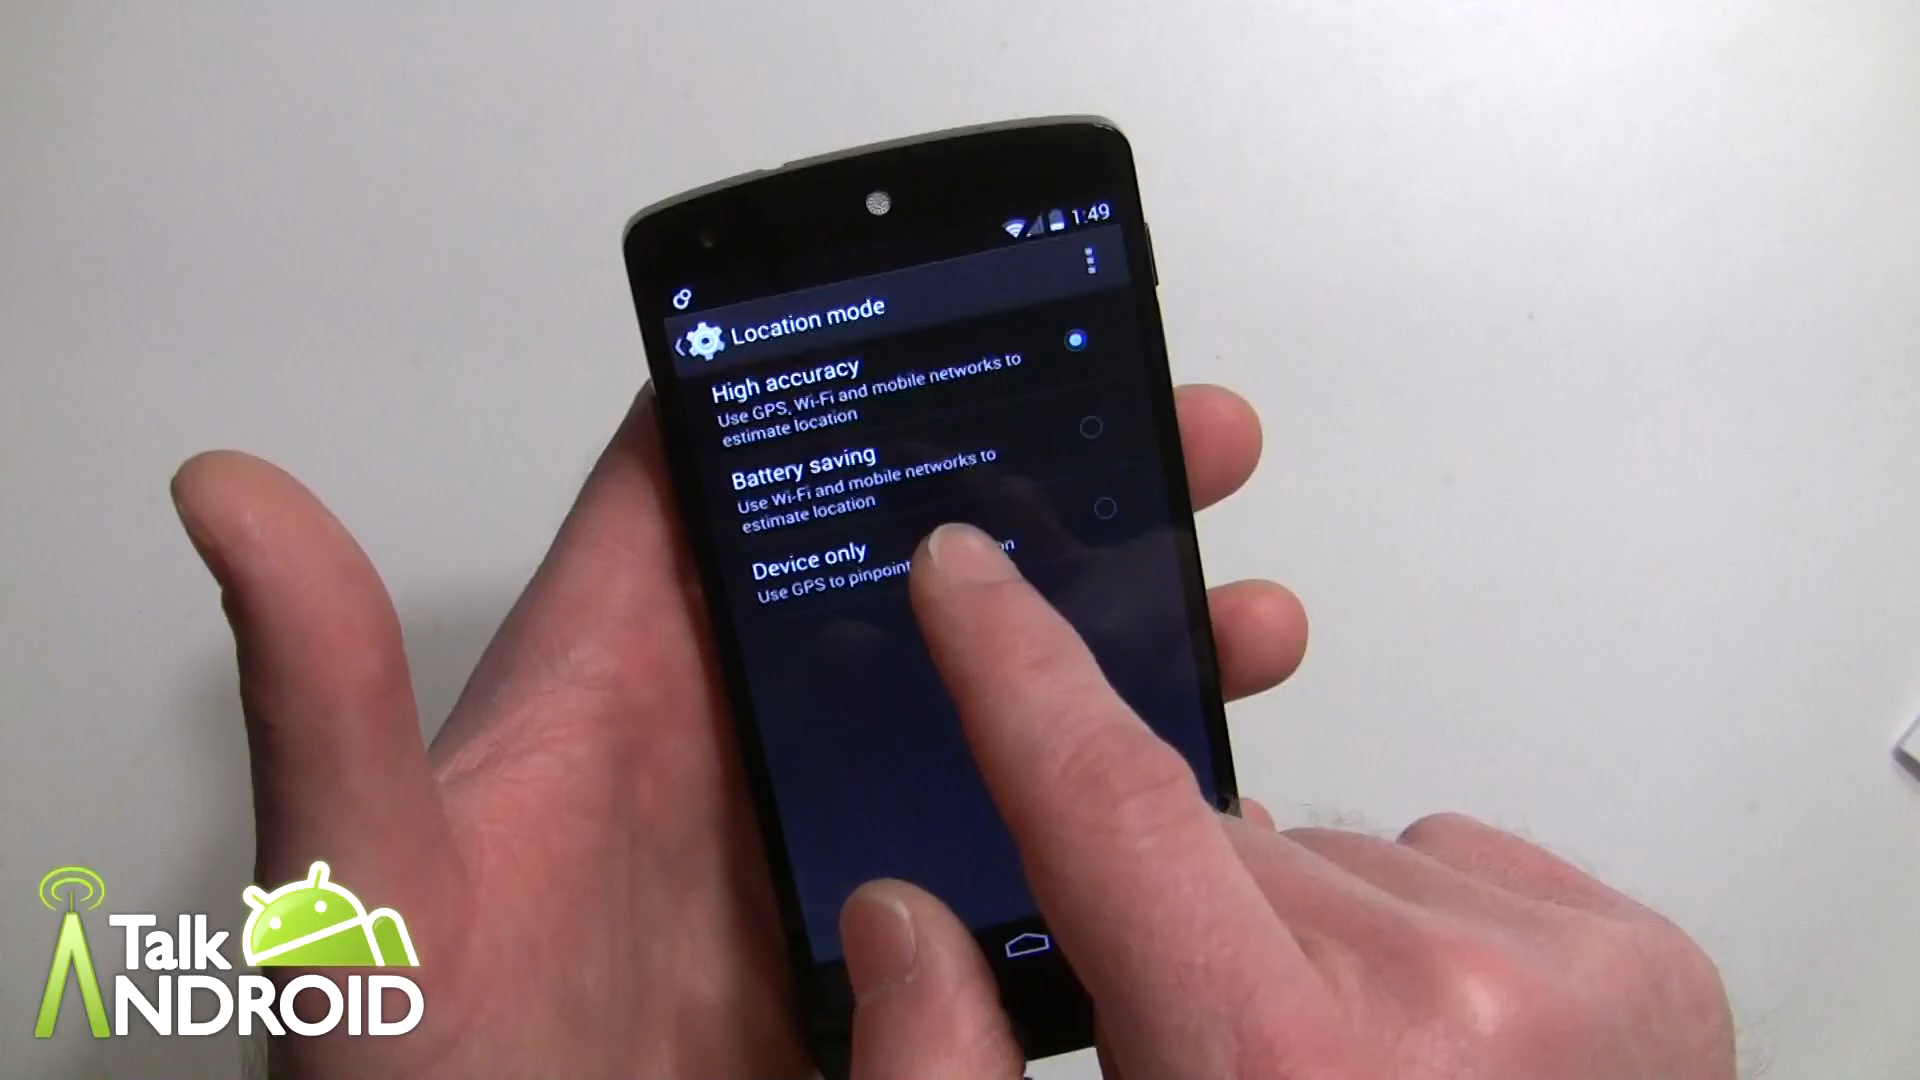 1:49
Location mode
High accuracy
Use GPS, Wi-Fi and mobile networks to
estimate location
Battery saving
Use Wi-Fi and mobile networks to
estimate location
Device only
Use GPS to pinpoint
Talk
ANDROID